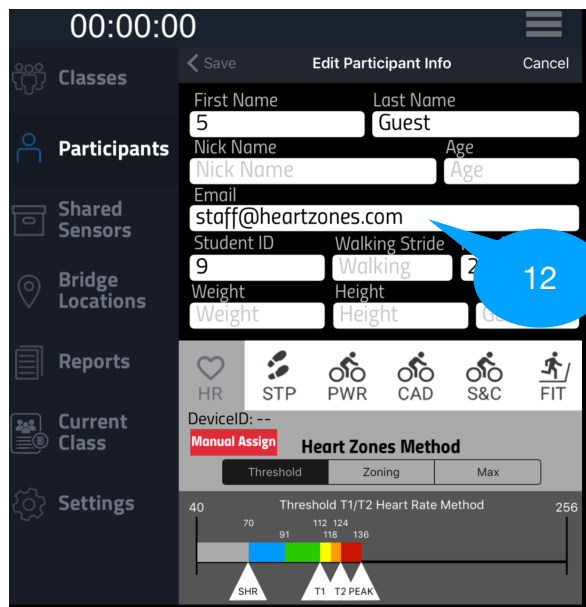 00:00:00
Save Edit Participant Info Cancel
Classes
Participants
Shared
Sensors
Bridge
Locations
Reports
Current
Class
Settings
First Name Last Name
5 Guest
Nick Name Age
Nick Name Age
Email
staff@heartzones.com
Student ID Walking Stride
9 Walking 2
12
Weight Height
Weight Height
HR STP PWR CAD S&C FIT
DeviceID: --
Manual Assign Heart Zones Method
Threshold Zoning Max
40 Threshold T1/T2 Heart Rate Method 256
70 112 124
91 118 136
SHR T1 T2 PEAK